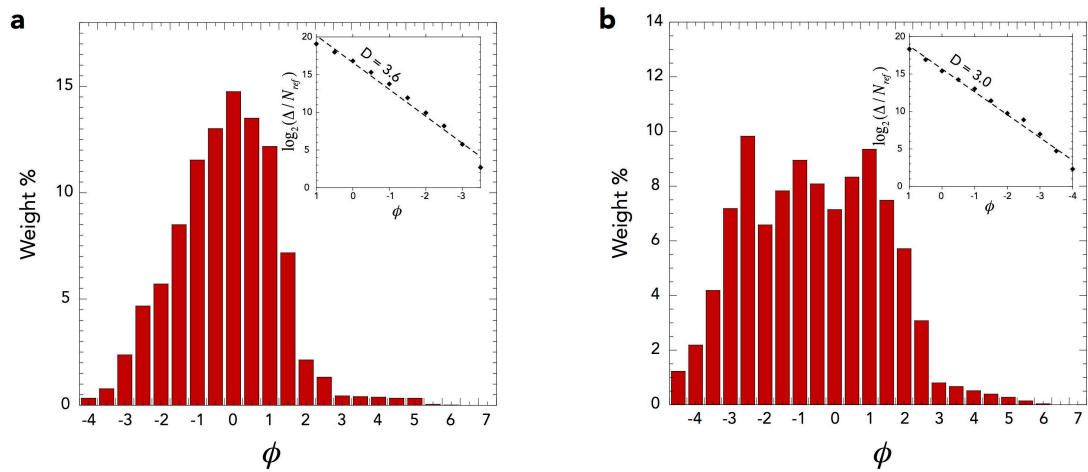 a
Weight %
15
10
5
0
-4 -3 -2 -1 0 1 2 3 4 5 6 7
ϕ
log₂(Δ/N_ref)
20
15
10
5
0
D = 3.6
1 0 -1 -2 -3
ϕ
b
Weight %
14
12
10
8
6
4
2
0
-4 -3 -2 -1 0 1 2 3 4 5 6 7
ϕ
log₂(Δ/N_ref)
20
15
10
5
0
D = 3.0
1 0 -1 -2 -3 -4
ϕ